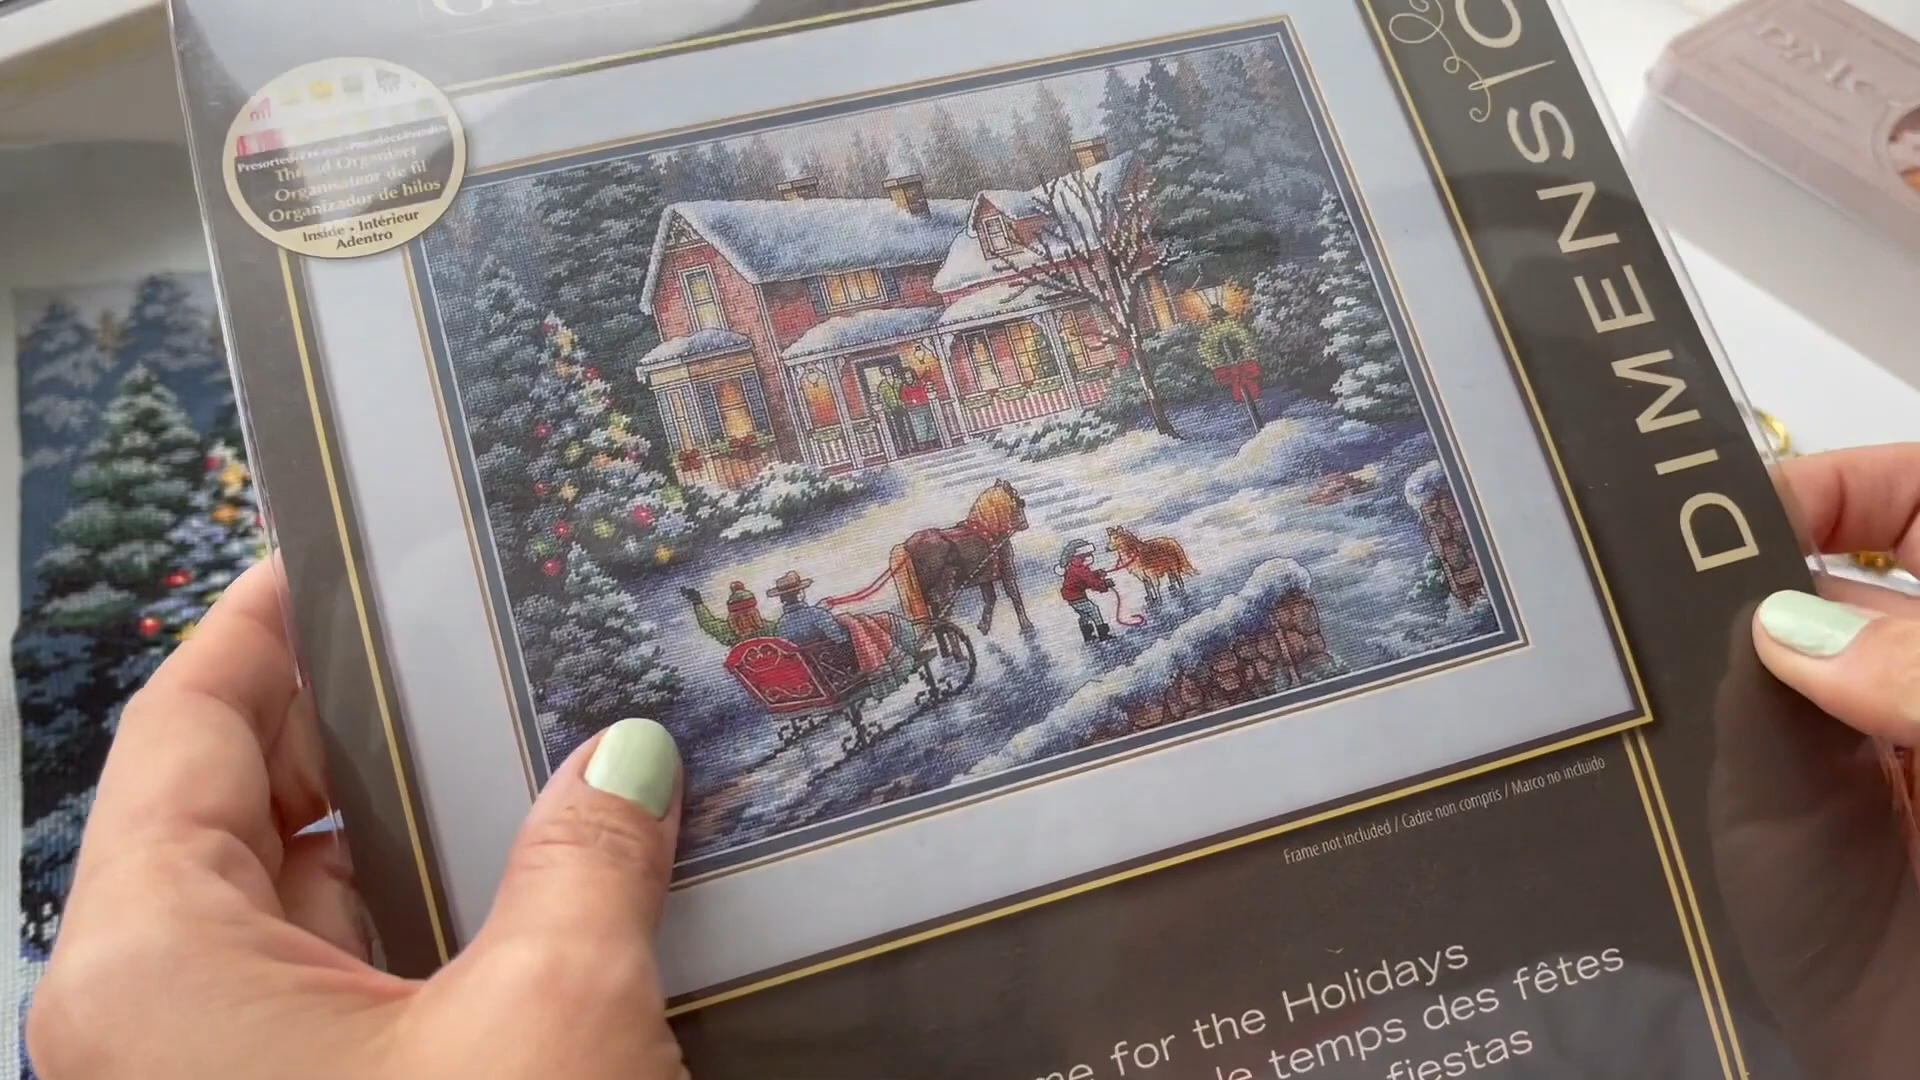 Thread Organizer
Organisateur de fil
Organizador de hilos
Inside • Intérieur
Adentro
DIMENSIO
Frame not included / Cadre non compris / Marco no incluido
me for the Holidays
le temps des fêtes
fiestas